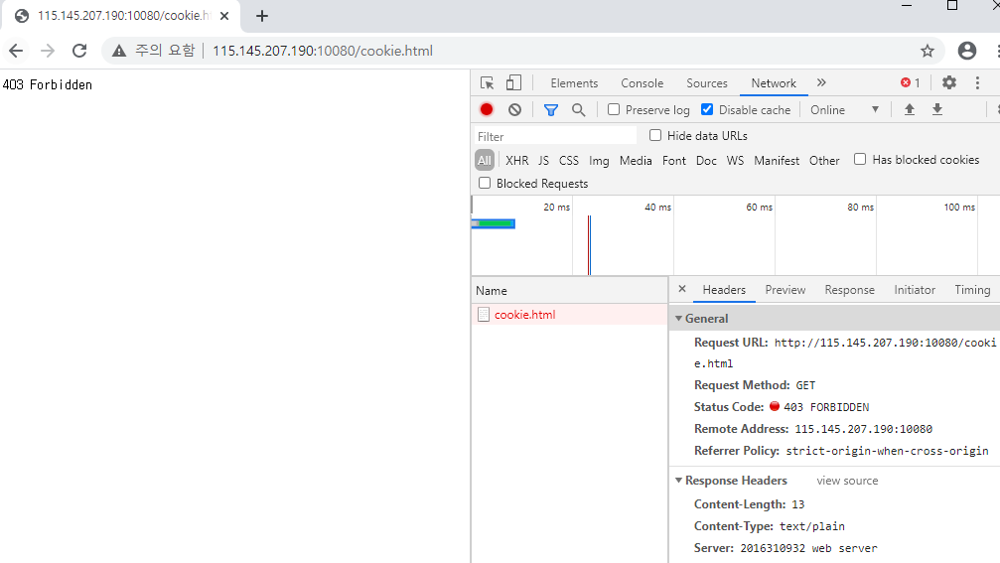 115.145.207.190:10080/cookie.h
주의 요함 115.145.207.190:10080/cookie.html
403 Forbidden
Elements Console Sources Network 1
Preserve log Disable cache Online
Filter Hide data URLs
All XHR JS CSS Img Media Font Doc WS Manifest Other Has blocked cookies
Blocked Requests
20 ms 40 ms 60 ms 80 ms 100 ms
Name
cookie.html
Headers Preview Response Initiator Timing
General
Request URL: http://115.145.207.190:10080/cooki
e.html
Request Method: GET
Status Code: 403 FORBIDDEN
Remote Address: 115.145.207.190:10080
Referrer Policy: strict-origin-when-cross-origin
Response Headers view source
Content-Length: 13
Content-Type: text/plain
Server: 2016310932 web server